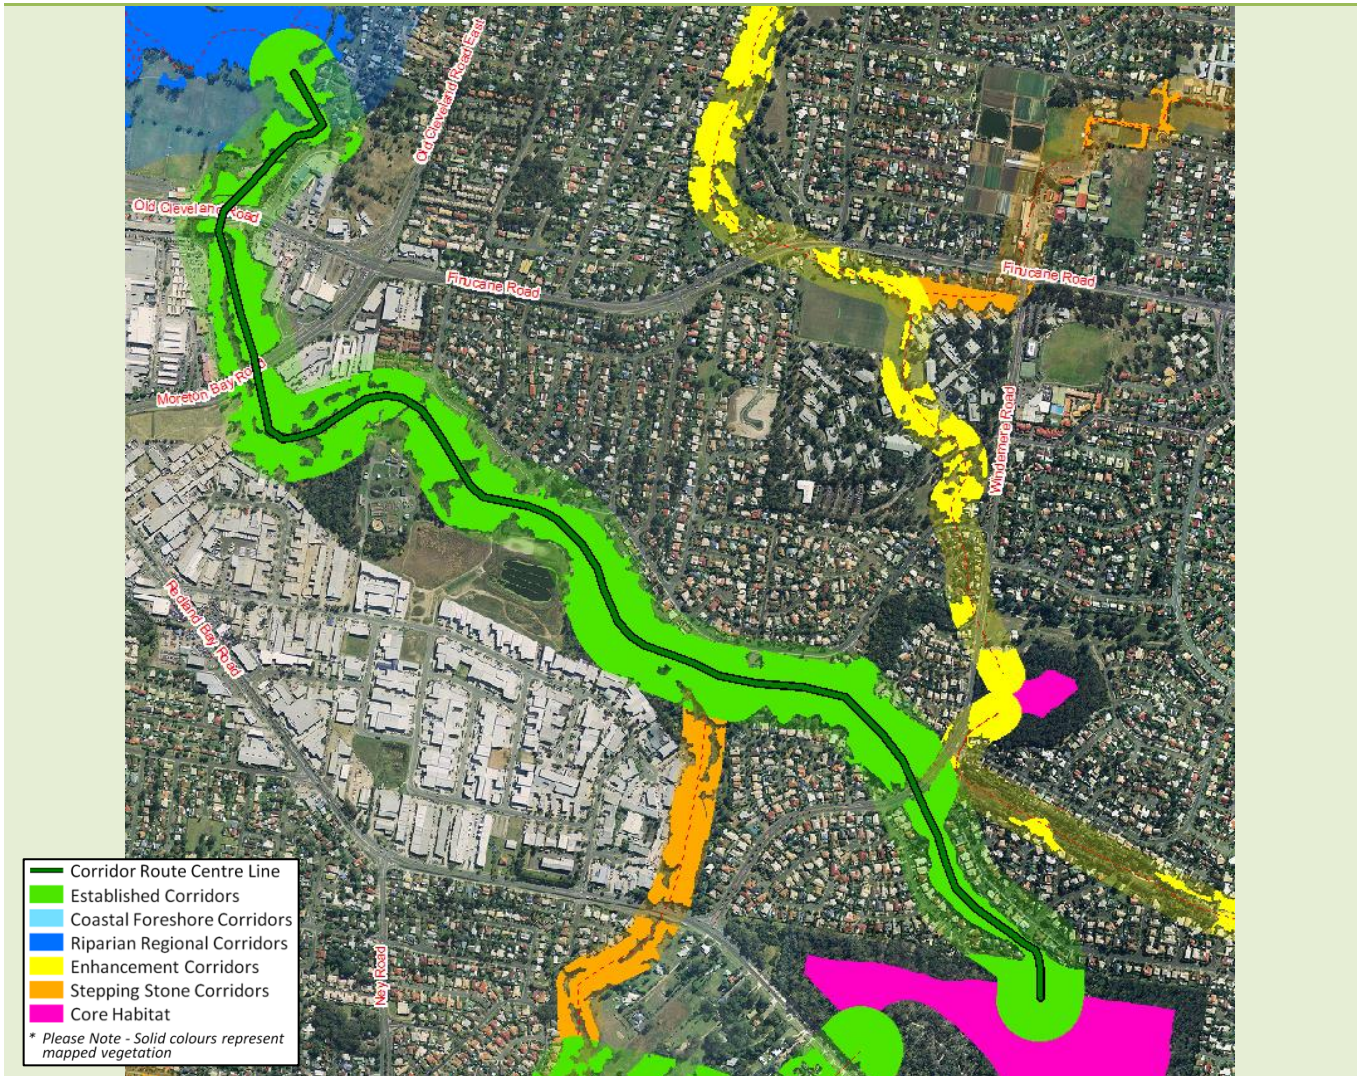 Old Cleveland Road East
Old Cleveland Road
Finucane Road
Finucane Road
Moreton Bay Road
Windemere Road
Redland Bay Road
Ney Road
Corridor Route Centre Line
Established Corridors
Coastal Foreshore Corridors
Riparian Regional Corridors
Enhancement Corridors
Stepping Stone Corridors
Core Habitat
* Please Note - Solid colours represent
mapped vegetation